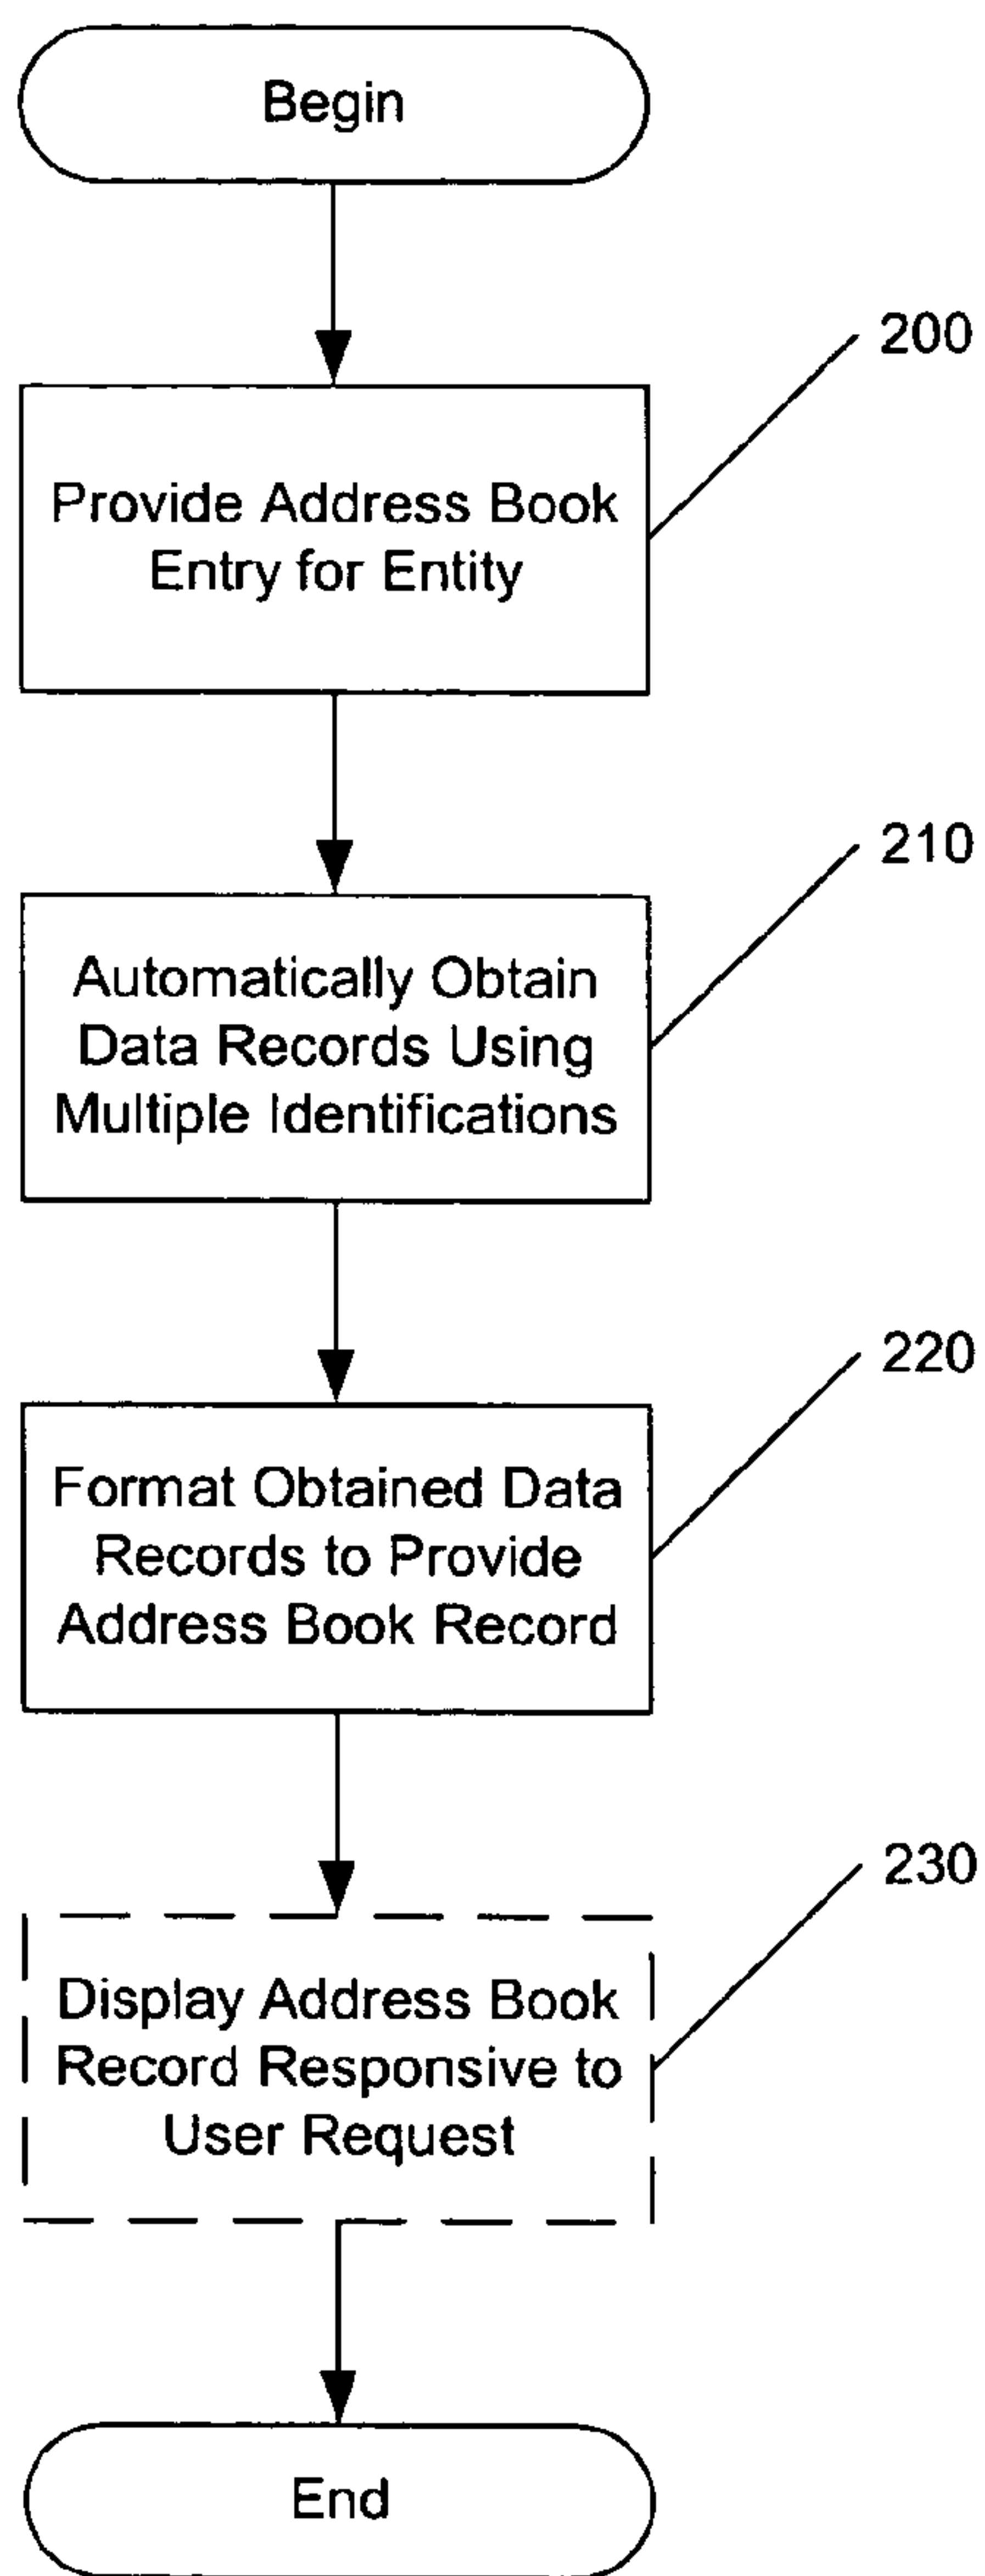 Begin
200
Provide Address Book
Entry for Entity
210
Automatically Obtain
Data Records Using
Multiple Identifications
220
Format Obtained Data
Records to Provide
Address Book Record
230
Display Address Book
Record Responsive to
User Request
End